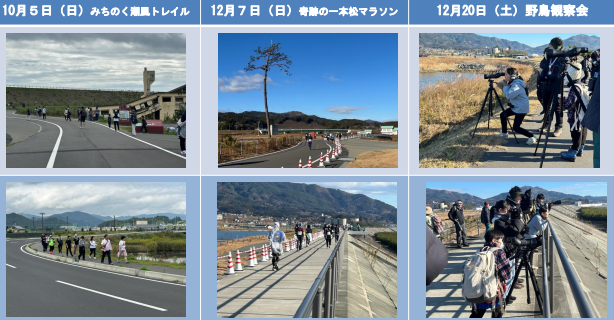 10月５日（日）みちのく潮風トレイル
12月７日（日）奇跡の一本松マラソン
12月20日（土）野鳥観察会